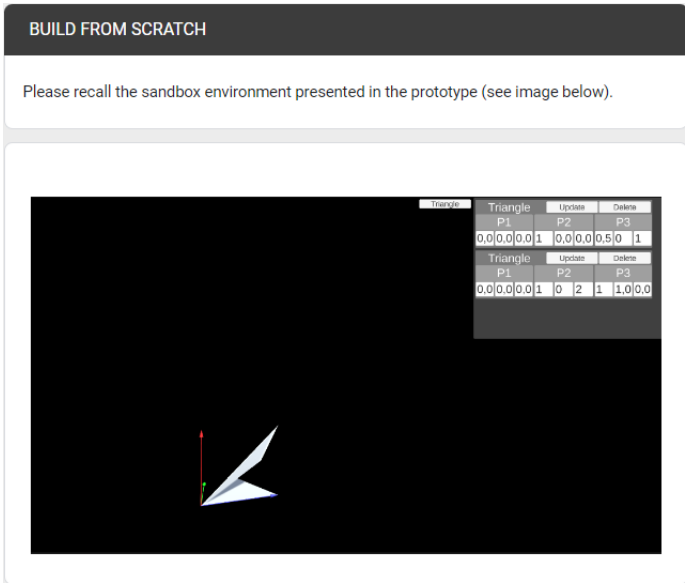 BUILD FROM SCRATCH
Please recall the sandbox environment presented in the prototype (see image below).
Triangle
Triangle Update Delete
P1 P2 P3
0,0 0,0 0,0 1 0,0 0,0 0,5 0 1
Triangle Update Delete
P1 P2 P3
0,0 0,0 0,0 1 0 2 1 1,0 0,0